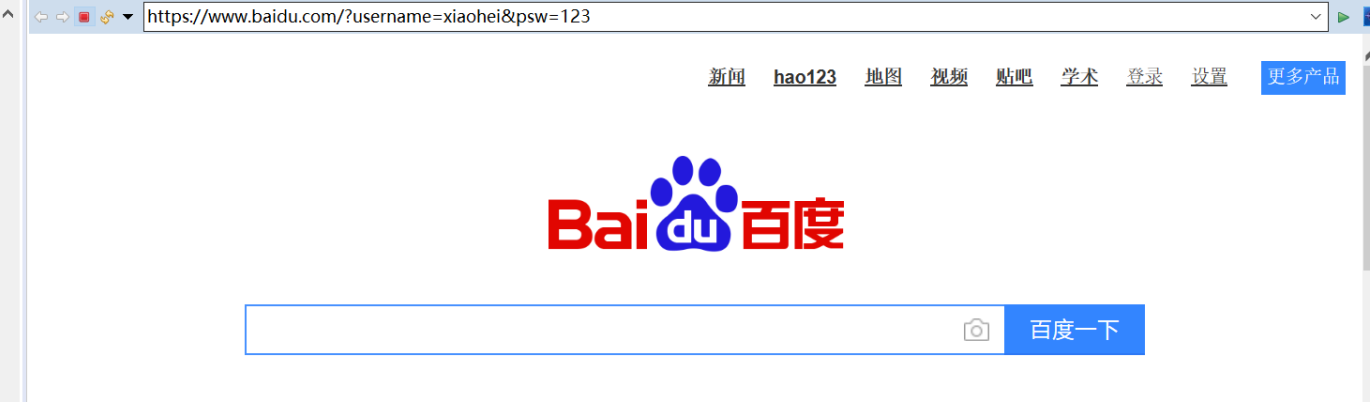 https://www.baidu.com/?username=xiaohei&psw=123
新闻 hao123 地图 视频 贴吧 学术 登录 设置 更多产品
Bai du 百度
百度一下